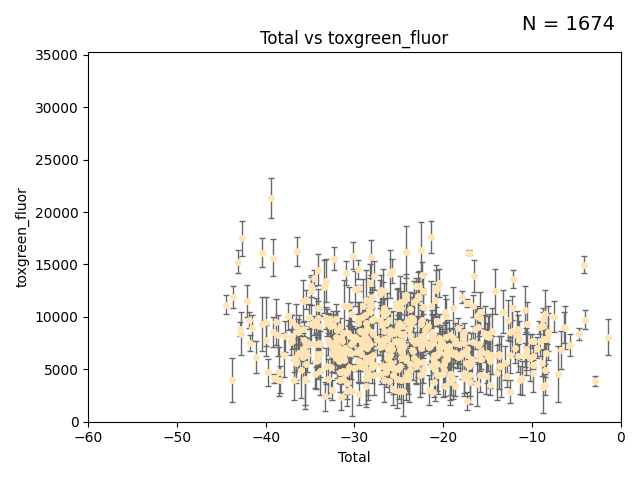 N = 1674
Total vs toxgreen_fluor
35000
30000
25000
20000
15000
10000
5000
0
toxgreen_fluor
−60 −50 −40 −30 −20 −10 0
Total